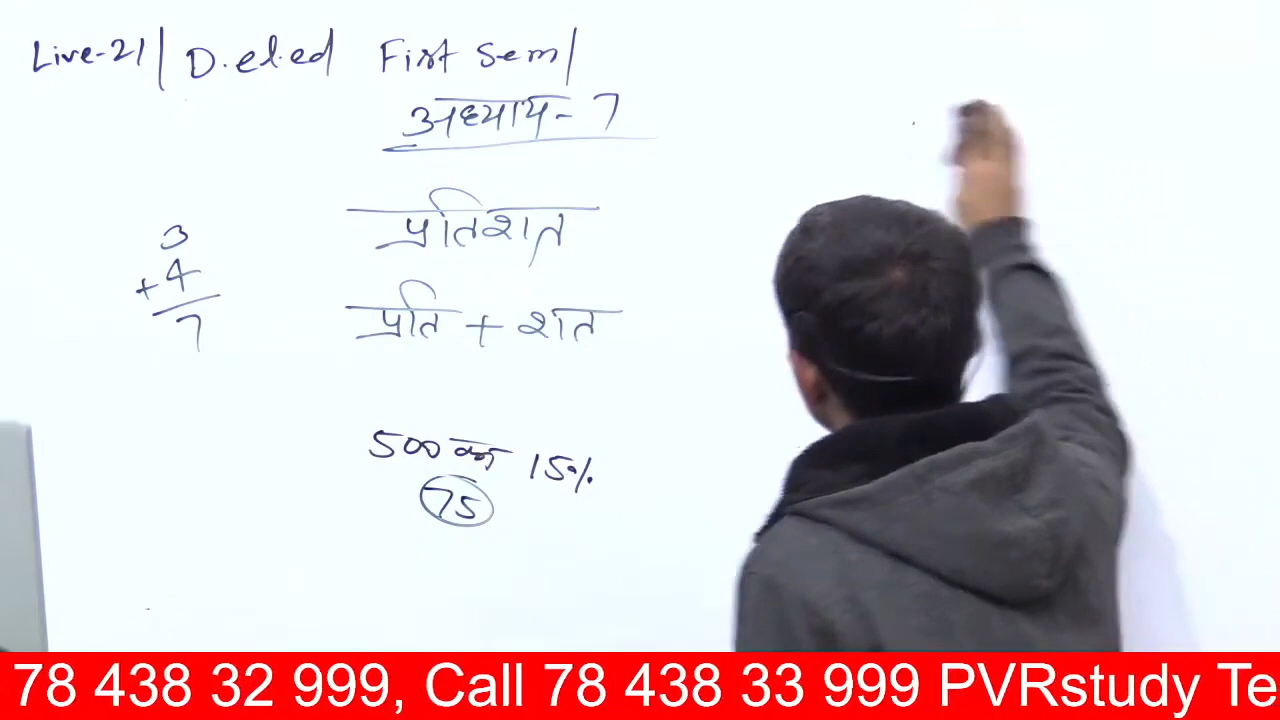 Live-21 | D.el.ed First Sem/
अध्याय- 7
प्रतिशत
3
+4
7
प्रति + शत
500 का 15%
75
78 438 32 999, Call 78 438 33 999 PVRstudy Te